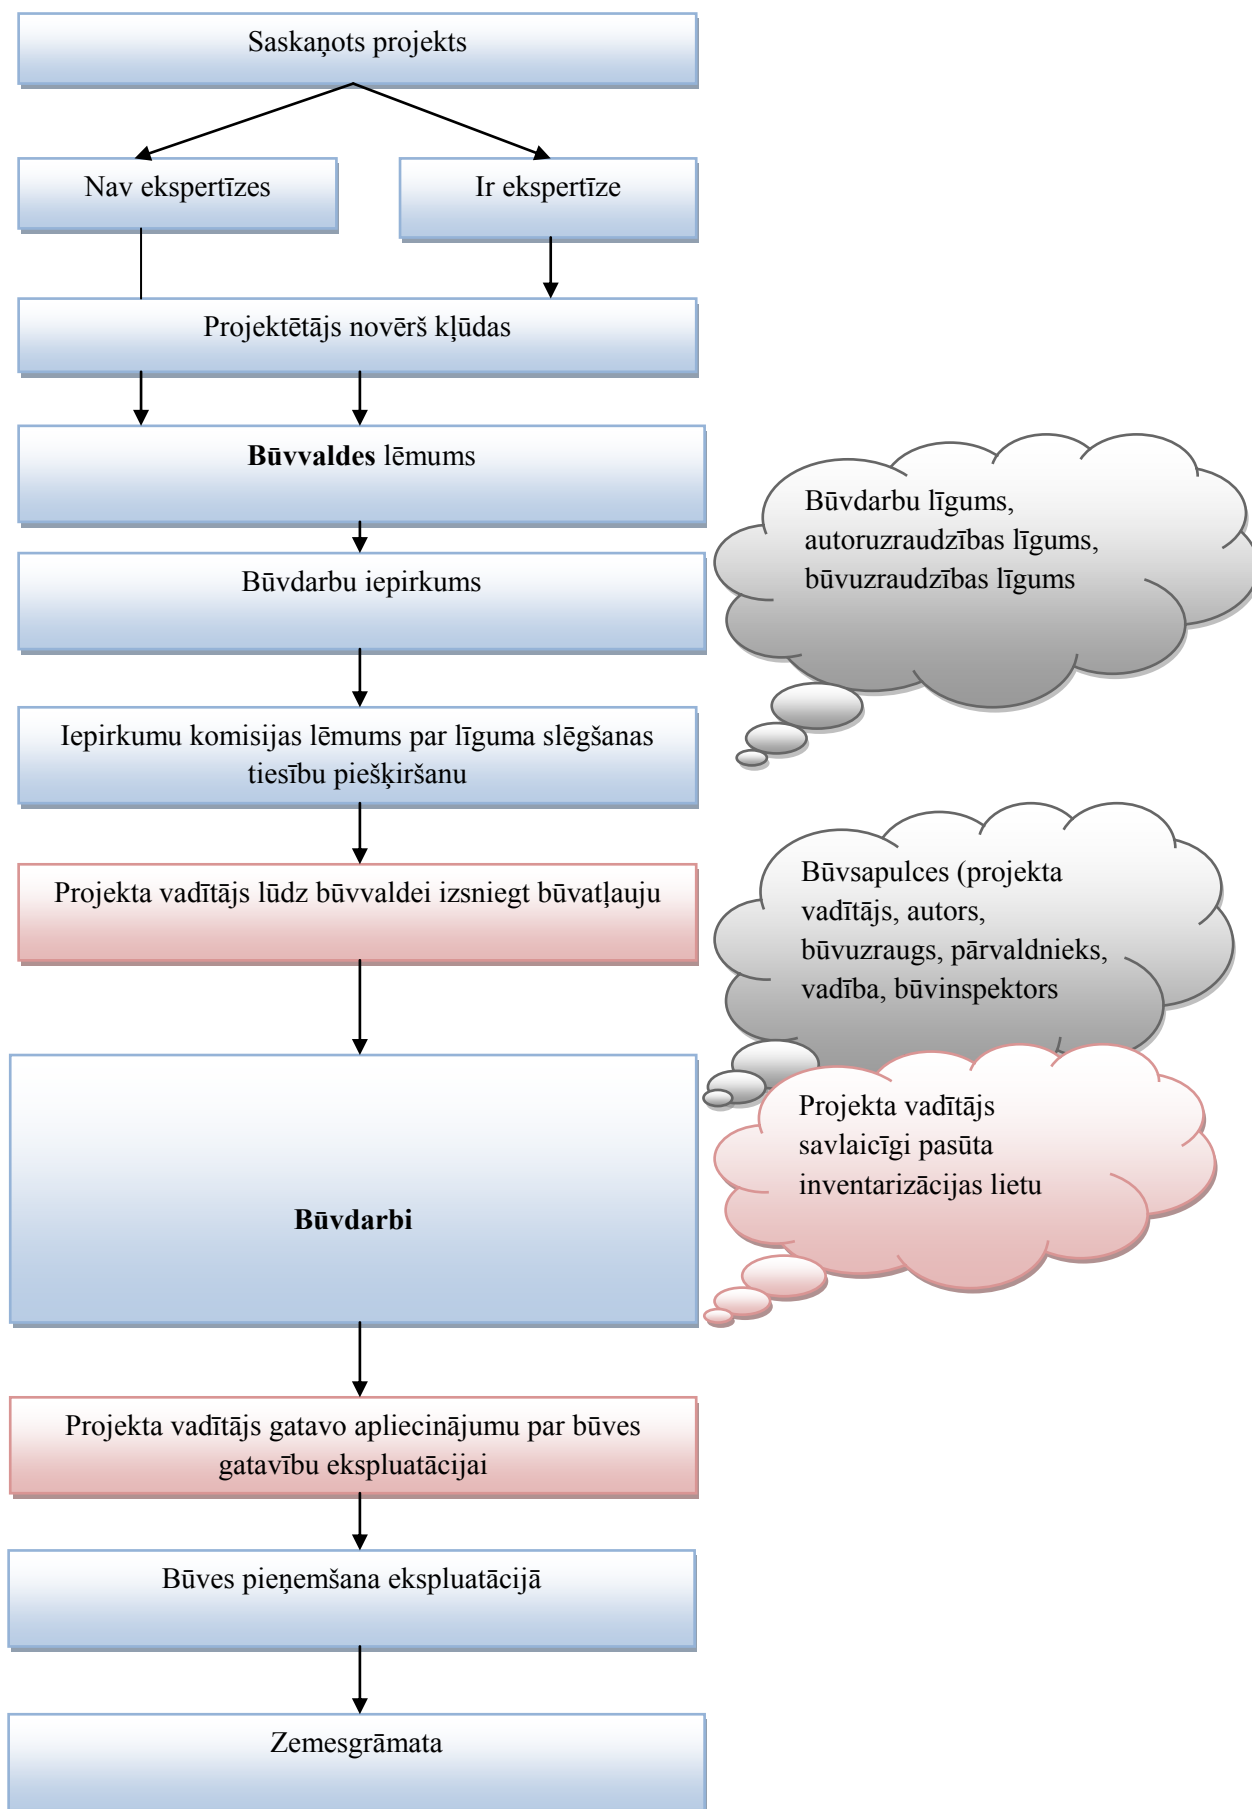 Saskaņots projekts
Nav ekspertīzes
Ir ekspertīze
Projektētājs novērš kļūdas
Būvvaldes lēmums
Būvdarbu līgums,
autoruzraudzības līgums,
būvuzraudzības līgums
Būvdarbu iepirkums
Iepirkumu komisijas lēmums par līguma slēgšanas
tiesību piešķiršanu
Projekta vadītājs lūdz būvvaldei izsniegt būvatļauju
Būvsapulces (projekta
vadītājs, autors,
būvuzraugs, pārvaldnieks,
vadība, būvinspektors
Projekta vadītājs
savlaicīgi pasūta
inventarizācijas lietu
Būvdarbi
Projekta vadītājs gatavo apliecinājumu par būves
gatavību ekspluatācijai
Būves pieņemšana ekspluatācijā
Zemesgrāmata